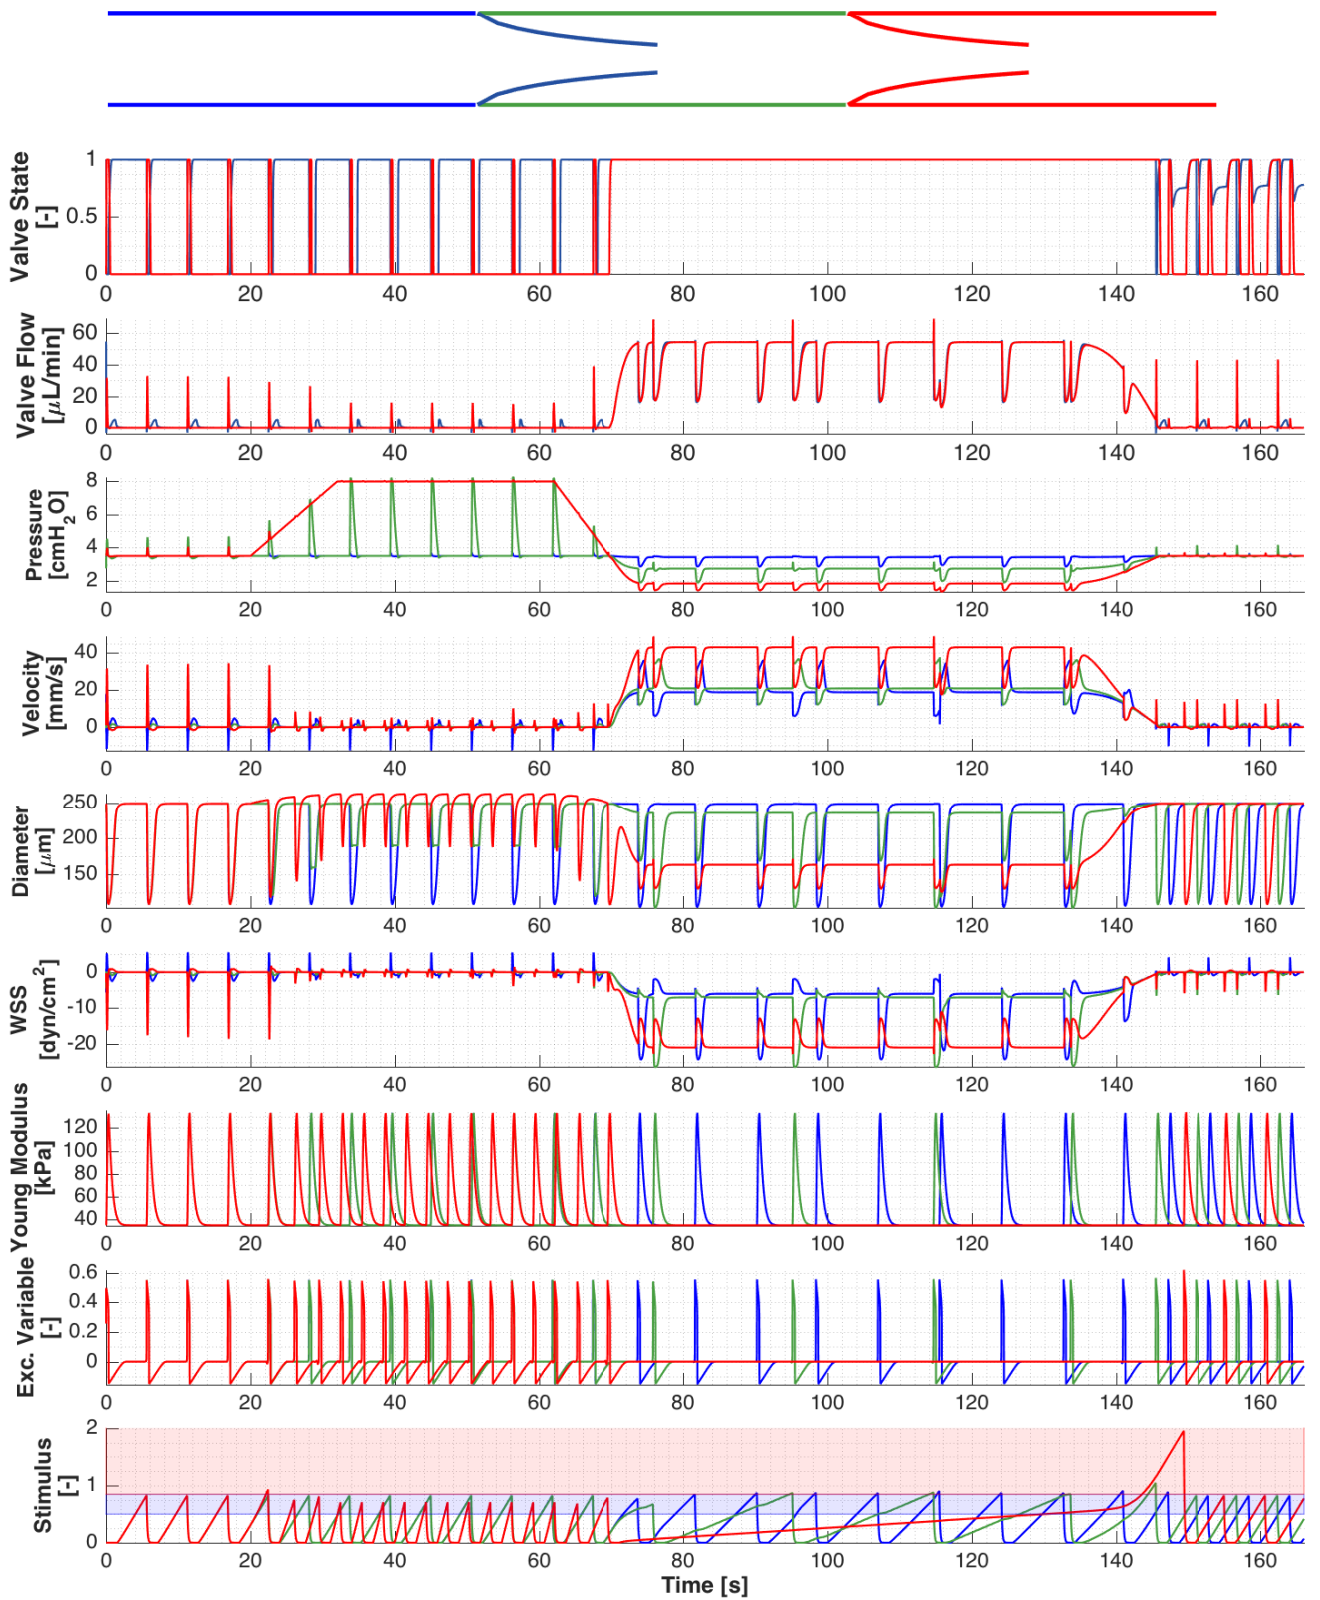 Valve State
[-]
1
0.5
0
0 20 40 60 80 100 120 140 160
Valve Flow
[μL/min]
60
40
20
0
0 20 40 60 80 100 120 140 160
Pressure
[cmH2O]
8
6
4
2
0 20 40 60 80 100 120 140 160
Velocity
[mm/s]
40
20
0
0 20 40 60 80 100 120 140 160
Diameter
[μm]
250
200
150
0 20 40 60 80 100 120 140 160
WSS
[dyn/cm2]
0
-10
-20
0 20 40 60 80 100 120 140 160
Young Modulus
[kPa]
120
100
80
60
40
0 20 40 60 80 100 120 140 160
Exc. Variable
[-]
0.6
0.4
0.2
0
0 20 40 60 80 100 120 140 160
Stimulus
[-]
2
1
0
0 20 40 60 80 100 120 140 160
Time [s]